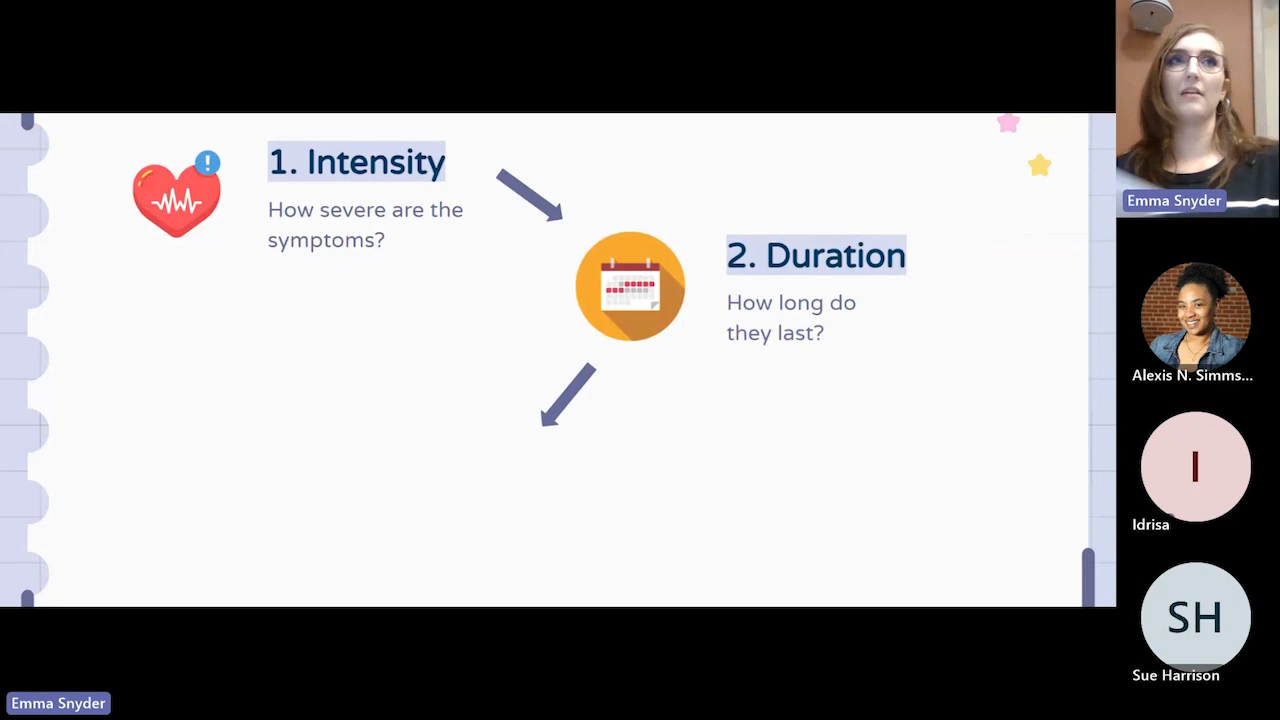 1. Intensity
How severe are the
symptoms?
!
2. Duration
How long do
they last?
Emma Snyder
Alexis N. Simms...
I
Idrisa
SH
Sue Harrison
Emma Snyder